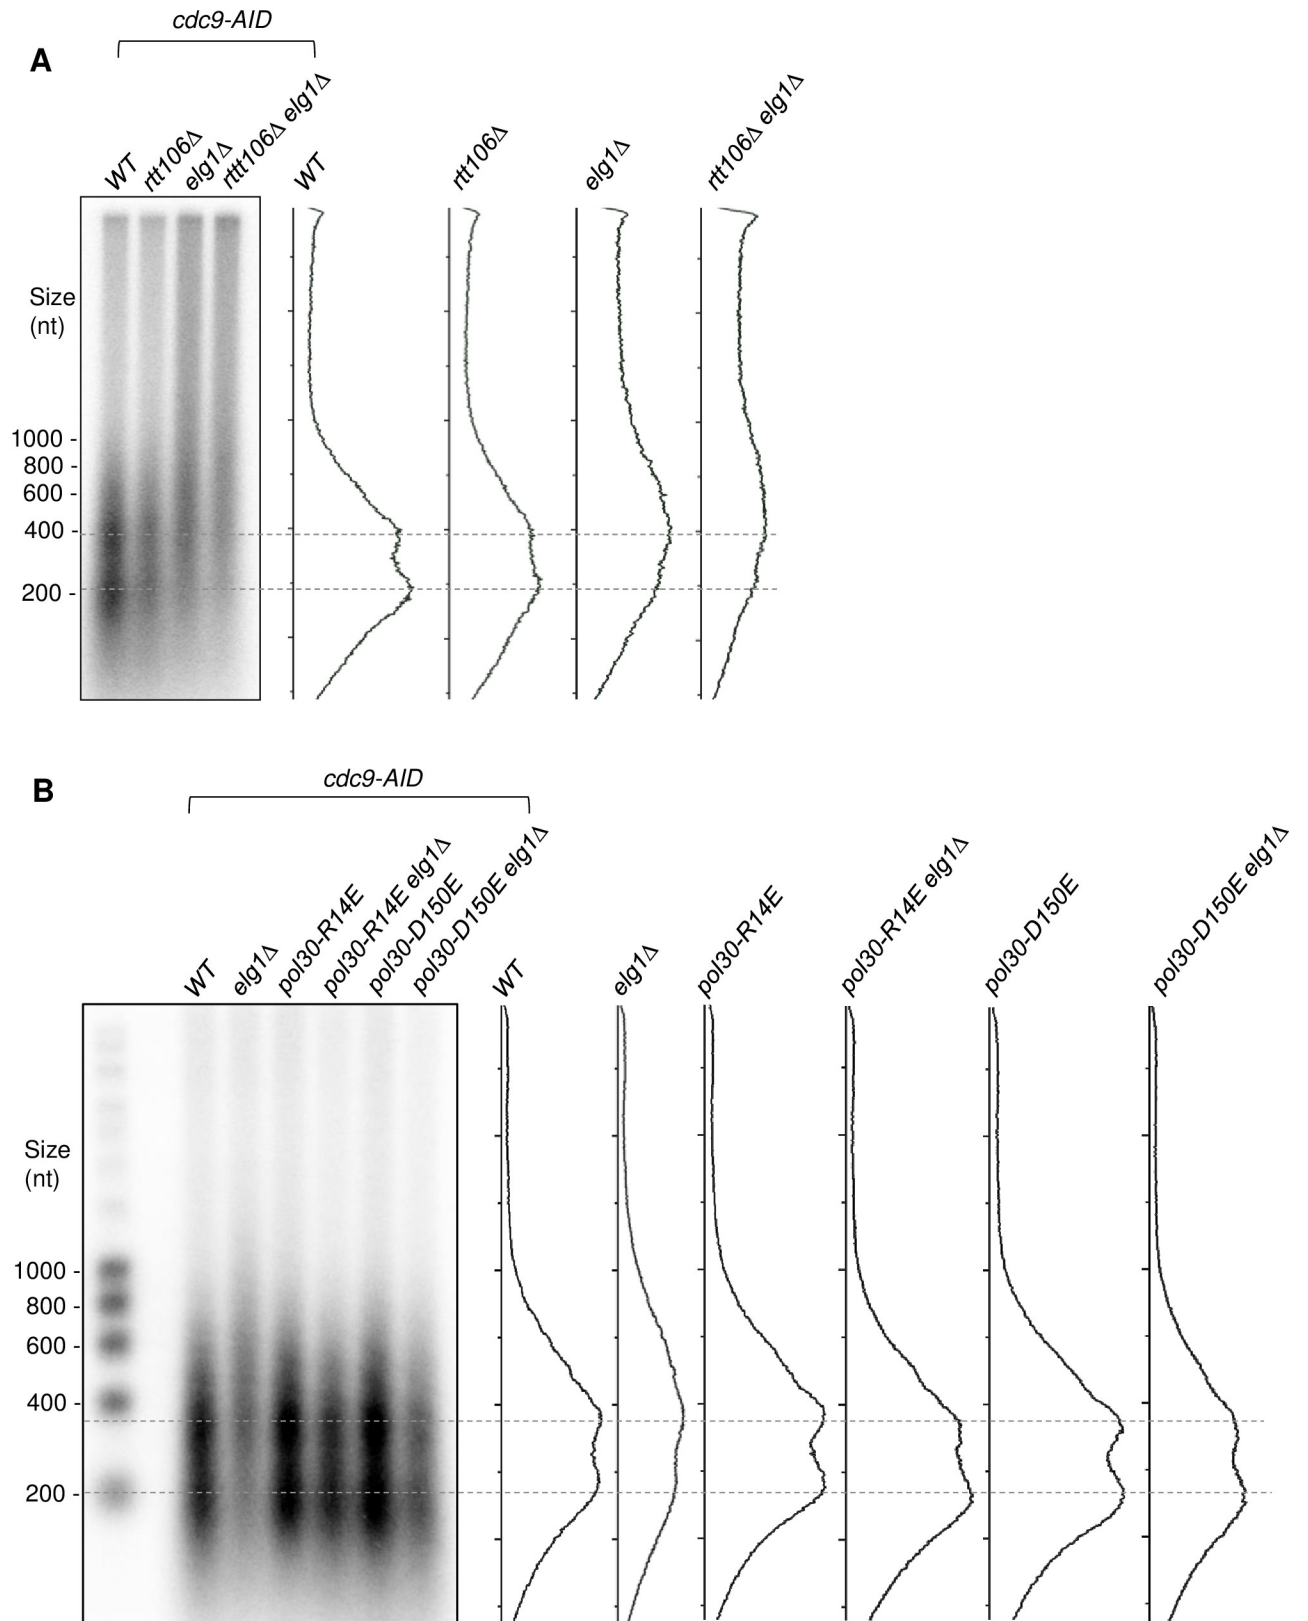 cdc9-AID
A
WT
rtt106Δ
elg1Δ
rttt106Δ elg1Δ
WT
rtt106Δ
elg1Δ
rtt106Δ elg1Δ
Size
(nt)
1000 -
800 -
600 -
400 -
200 -
B
cdc9-AID
WT
elg1Δ
pol30-R14E
pol30-R14E elg1Δ
pol30-D150E
pol30-D150E elg1Δ
WT
elg1Δ
pol30-R14E
pol30-R14E elg1Δ
pol30-D150E
pol30-D150E elg1Δ
Size
(nt)
1000 -
800 -
600 -
400 -
200 -